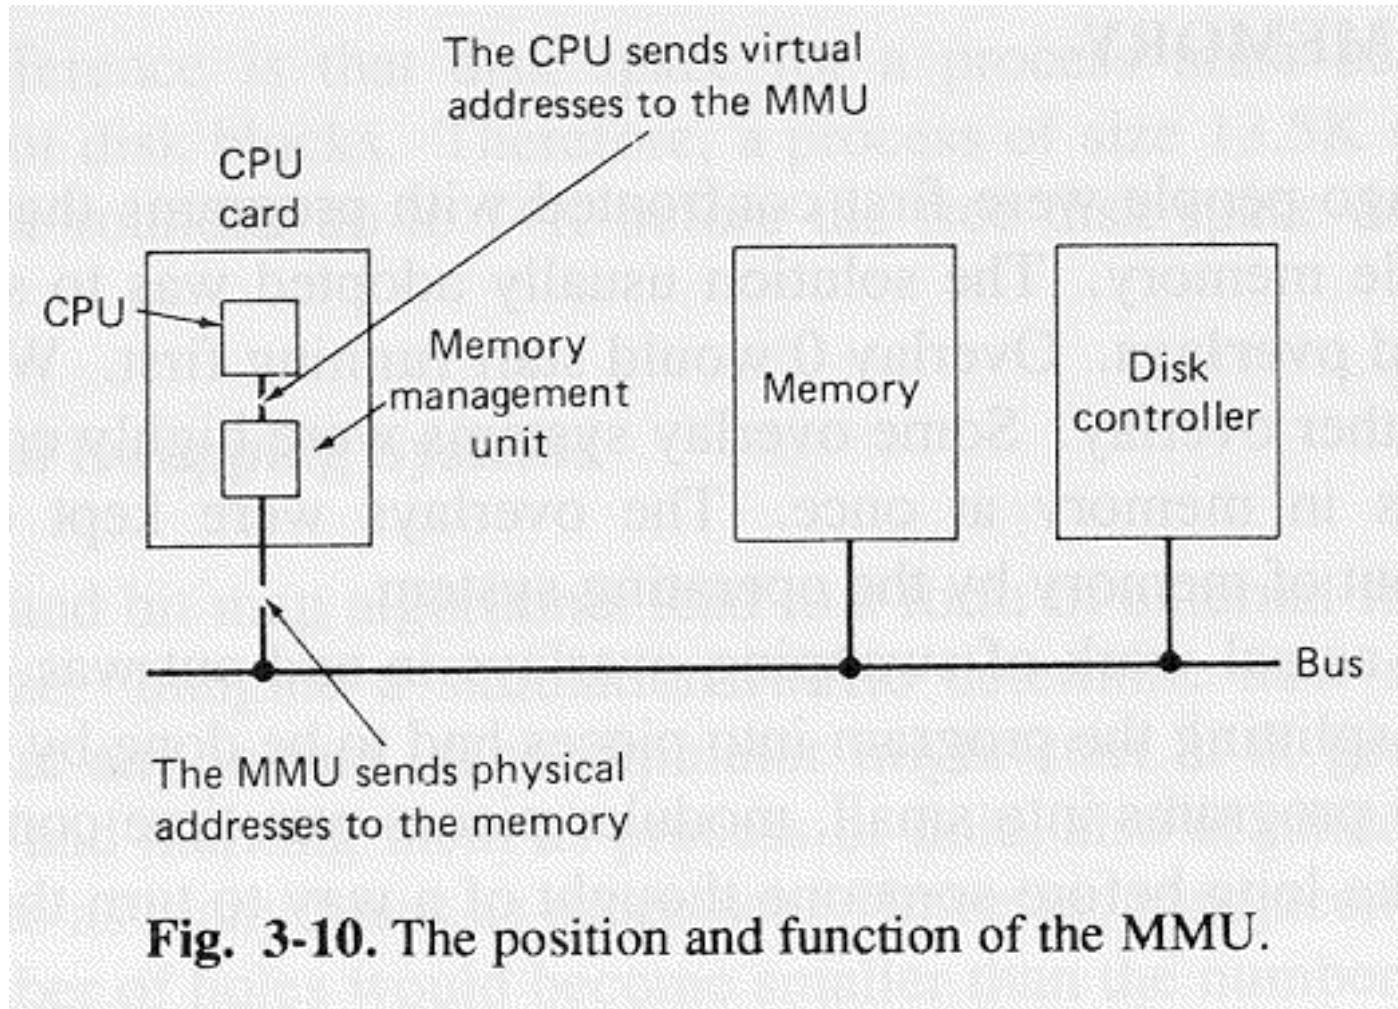 The CPU sends virtual
addresses to the MMU
CPU
card
CPU
Memory
management
unit
Memory
Disk
controller
Bus
The MMU sends physical
addresses to the memory
Fig. 3-10. The position and function of the MMU.